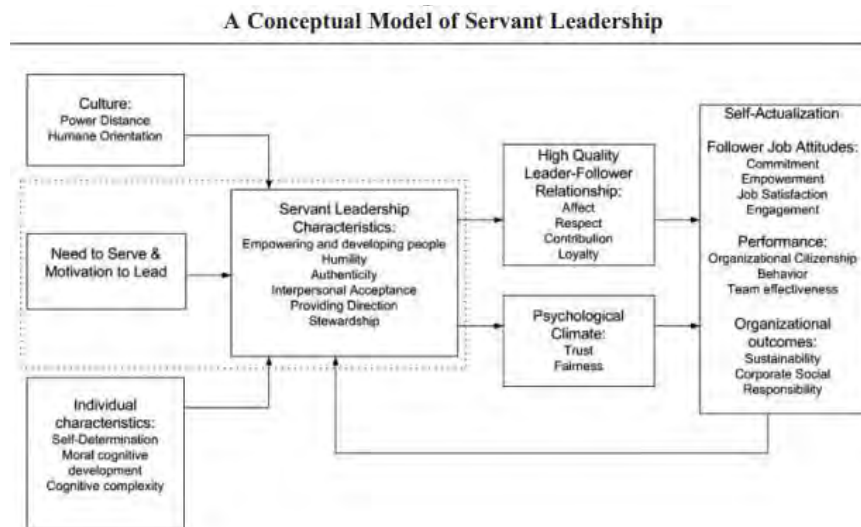 A Conceptual Model of Servant Leadership
Culture:
Power Distance
Humane Orientation
Need to Serve &
Motivation to Lead
Individual
characteristics:
Self-Determination
Moral cognitive
development
Cognitive complexity
Servant Leadership
Characteristics:
Empowering and developing people
Humility
Authenticity
Interpersonal Acceptance
Providing Direction
Stewardship
High Quality
Leader-Follower
Relationship:
Affect
Respect
Contribution
Loyalty
Psychological
Climate:
Trust
Fairness
Self-Actualization
Follower Job Attitudes:
Commitment
Empowerment
Job Satisfaction
Engagement
Performance:
Organizational Citizenship
Behavior
Team effectiveness
Organizational
outcomes:
Sustainability
Corporate Social
Responsibility